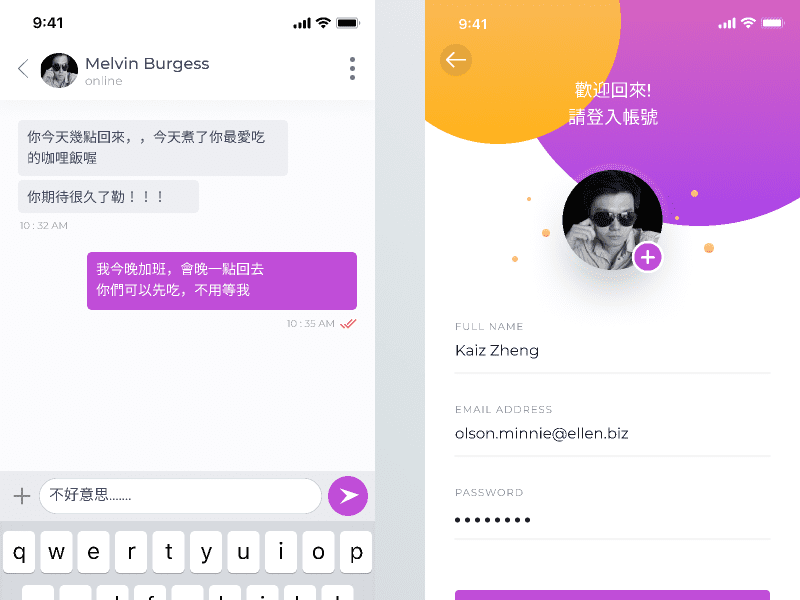 9:41
Melvin Burgess
online
你今天幾點回來，，今天煮了你最愛吃
的咖哩飯喔
你期待很久了勒！！！
10 : 32 AM
我今晚加班，會晚一點回去
你們可以先吃，不用等我
10 : 35 AM
不好意思.......
q w e r t y u i o p
9:41
歡迎回來!
請登入帳號
FULL NAME
Kaiz Zheng
EMAIL ADDRESS
olson.minnie@ellen.biz
PASSWORD